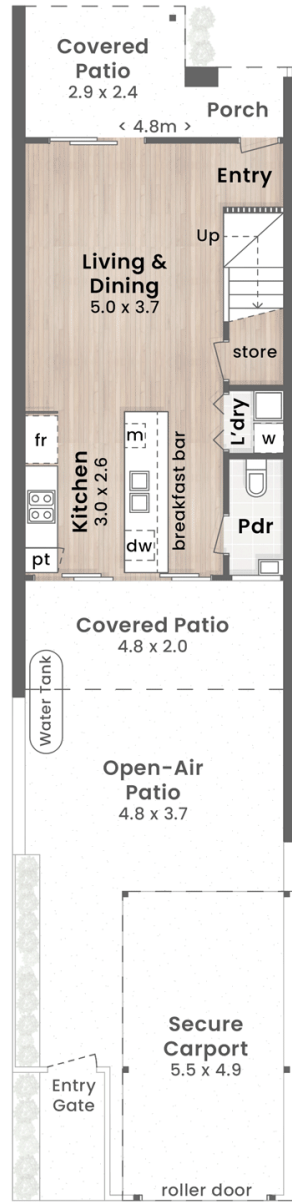 Covered
Patio
2.9 x 2.4
Porch
< 4.8m >
Entry
Up
Living &
Dining
5.0 x 3.7
store
L'dry
w
fr
m
Kitchen
3.0 x 2.6
breakfast bar
Pdr
pt
dw
Covered Patio
4.8 x 2.0
Water Tank
Open-Air
Patio
4.8 x 3.7
Secure
Carport
5.5 x 4.9
Entry
Gate
roller door